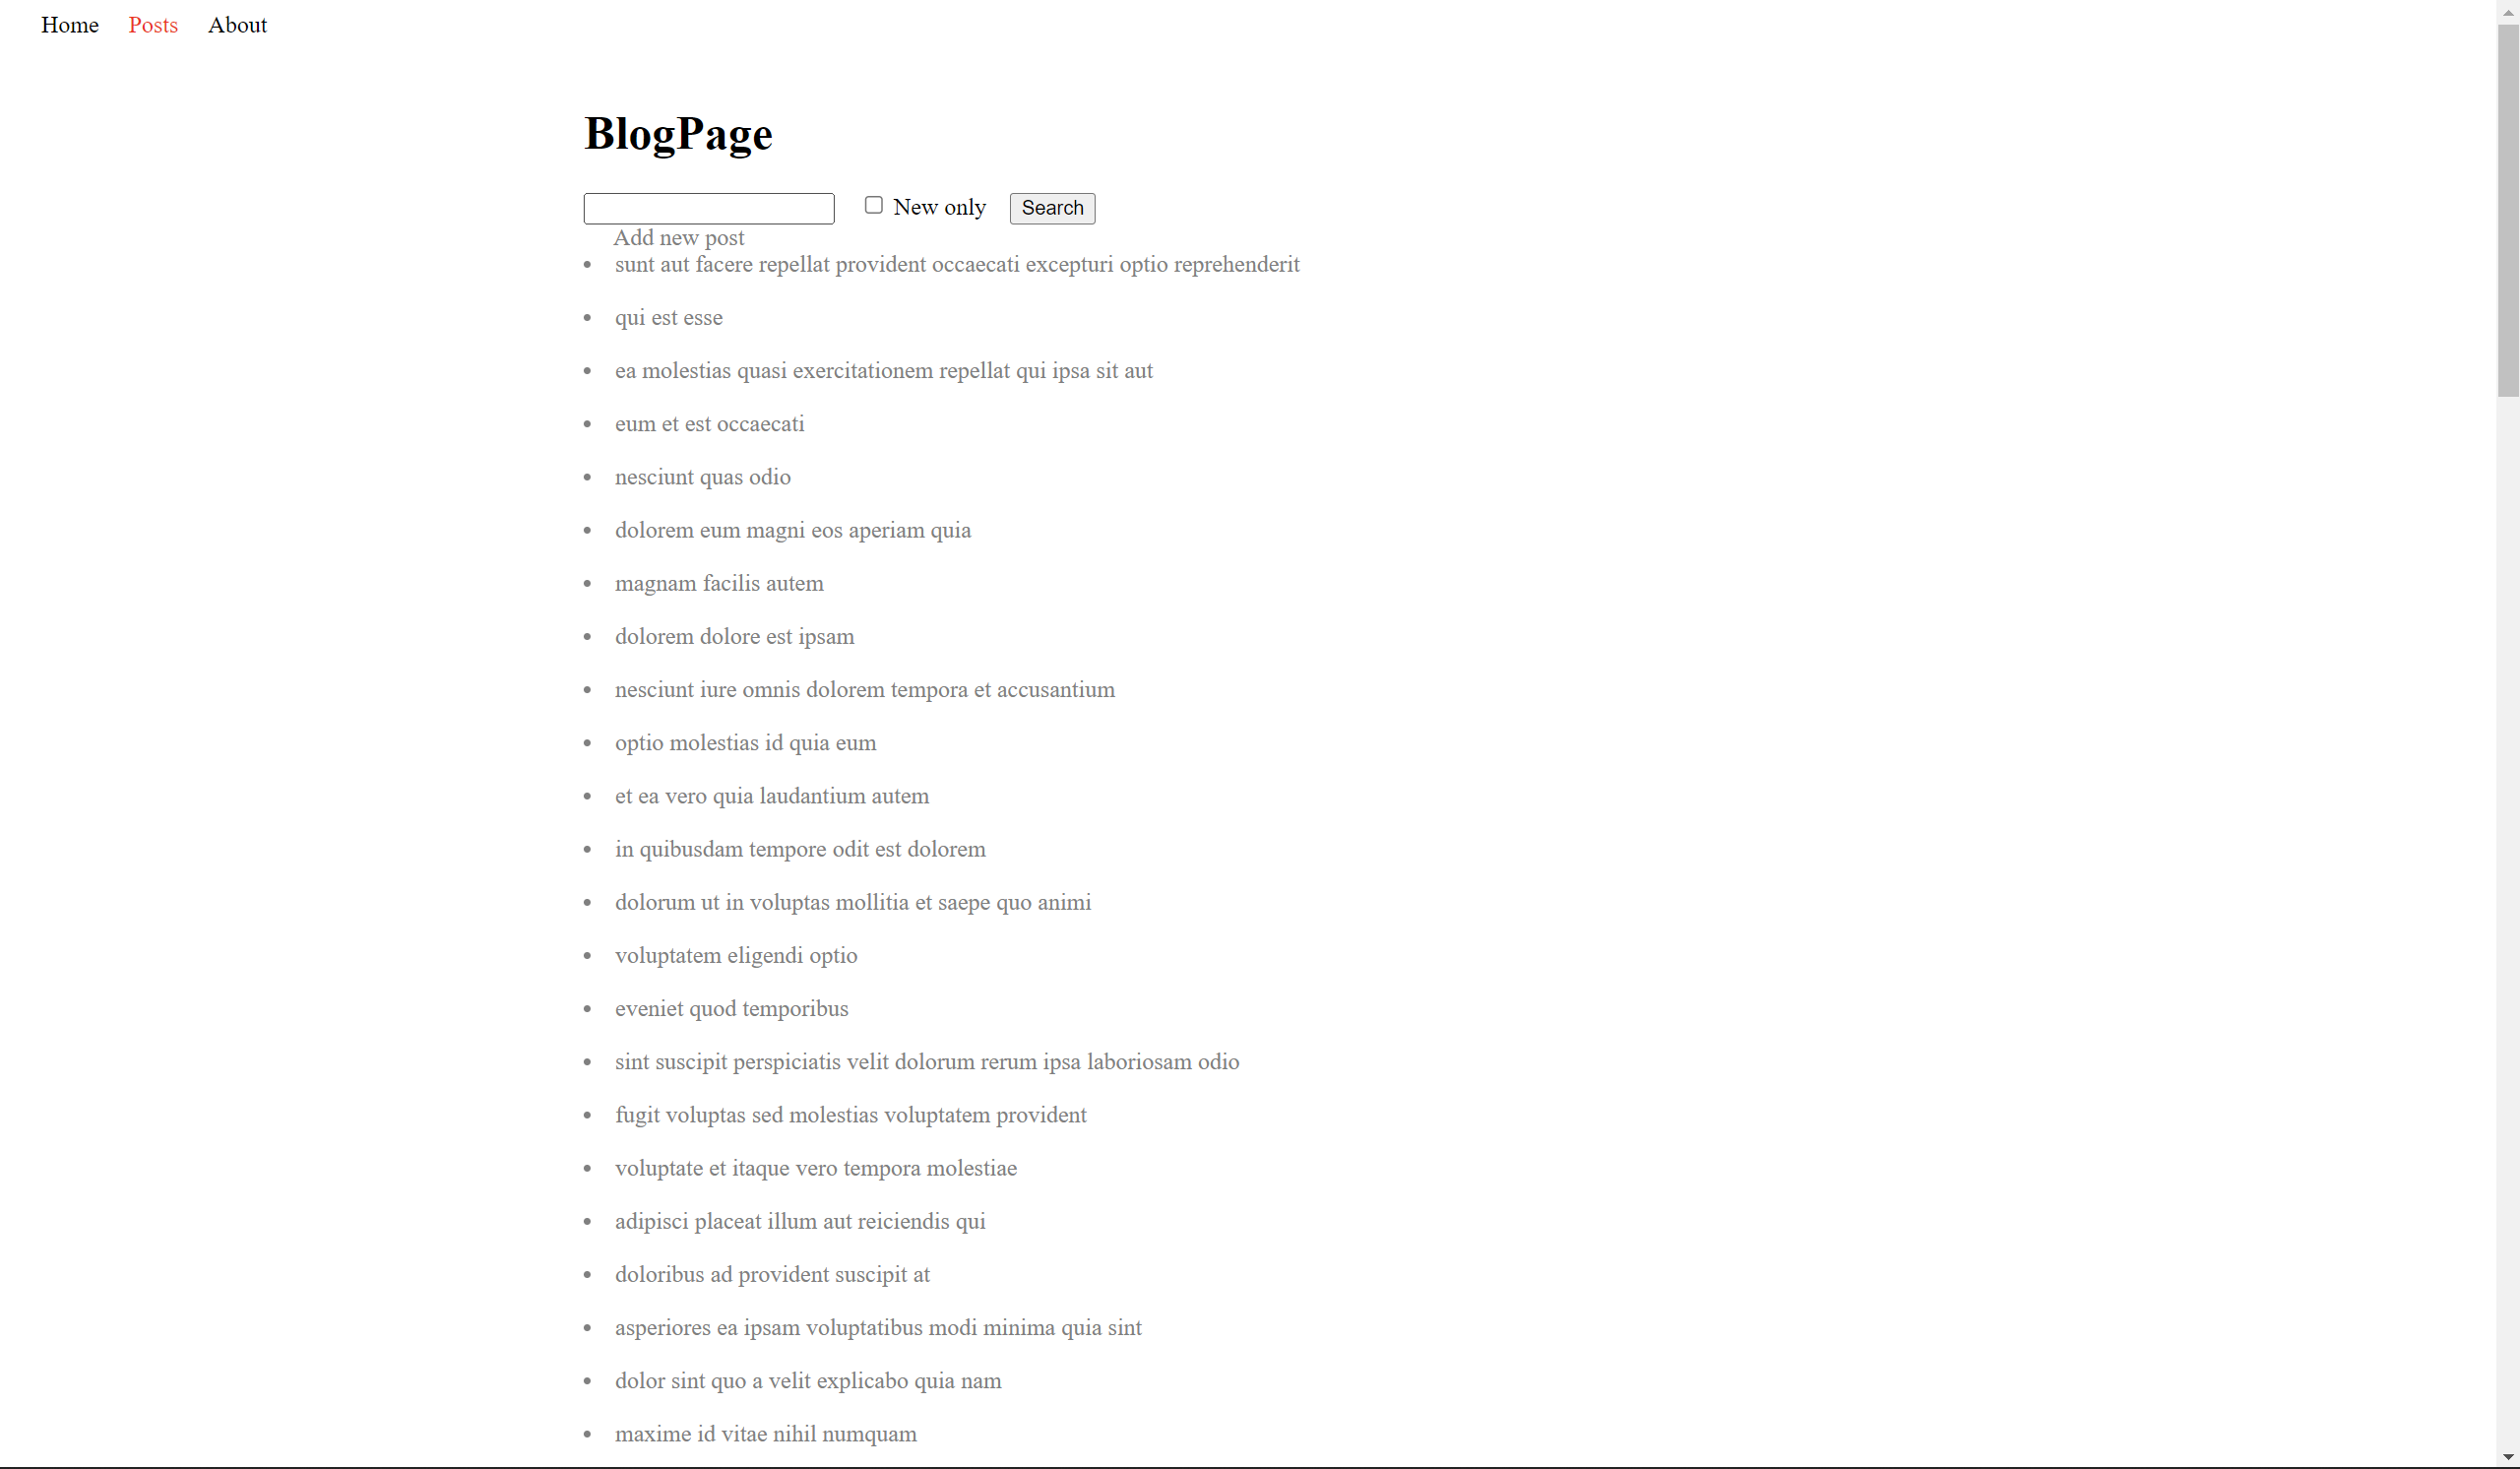 Home Posts About
BlogPage
New only Search
Add new post
sunt aut facere repellat provident occaecati excepturi optio reprehenderit
qui est esse
ea molestias quasi exercitationem repellat qui ipsa sit aut
eum et est occaecati
nesciunt quas odio
dolorem eum magni eos aperiam quia
magnam facilis autem
dolorem dolore est ipsam
nesciunt iure omnis dolorem tempora et accusantium
optio molestias id quia eum
et ea vero quia laudantium autem
in quibusdam tempore odit est dolorem
dolorum ut in voluptas mollitia et saepe quo animi
voluptatem eligendi optio
eveniet quod temporibus
sint suscipit perspiciatis velit dolorum rerum ipsa laboriosam odio
fugit voluptas sed molestias voluptatem provident
voluptate et itaque vero tempora molestiae
adipisci placeat illum aut reiciendis qui
doloribus ad provident suscipit at
asperiores ea ipsam voluptatibus modi minima quia sint
dolor sint quo a velit explicabo quia nam
maxime id vitae nihil numquam